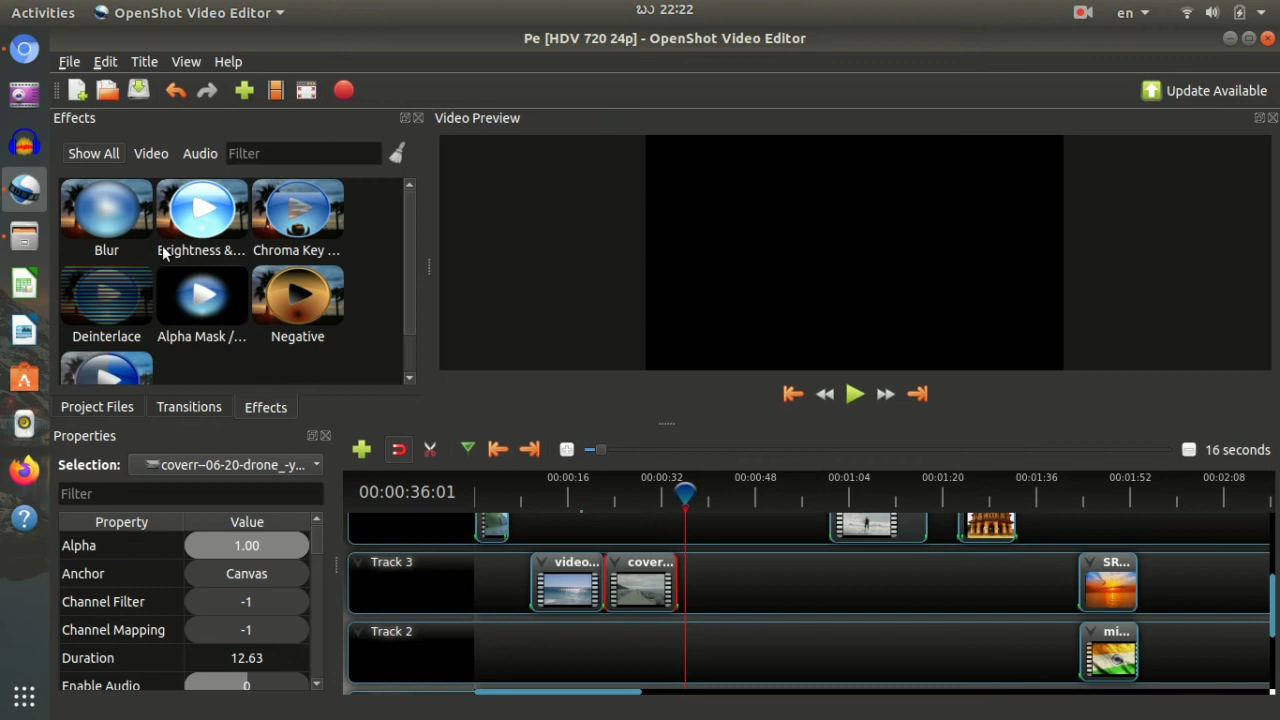 Activities OpenShot Video Editor ບາ 22:22 en
Pe [HDV 720 24p] - OpenShot Video Editor
File Edit Title View Help
Update Available
Effects Video Preview
Show All Video Audio Filter
Blur Brightness &... Chroma Key ...
Deinterlace Alpha Mask /... Negative
Project Files Transitions Effects
Properties
Selection: coverr--06-20-drone_-y... 16 seconds
Filter
00:00:36:01 00:00:16 00:00:32 00:00:48 00:01:04 00:01:20 00:01:36 00:01:52 00:02:08
Property Value
Alpha 1.00
Anchor Canvas
Channel Filter -1
Channel Mapping -1
Duration 12.63
Enable Audio 0
Track 3 video... cover... SR...
Track 2 mi...